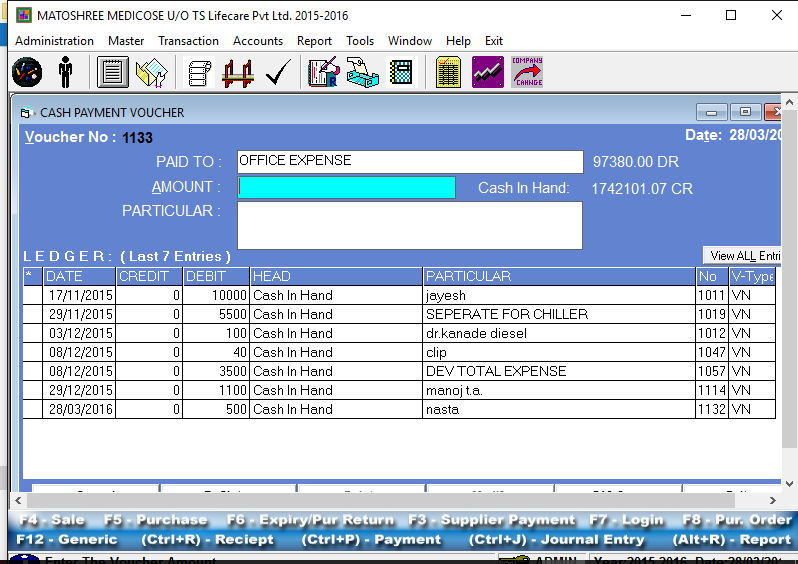 MATOSHREE MEDICOSE U/O TS Lifecare Pvt Ltd. 2015-2016
Administration Master Transaction Accounts Report Tools Window Help Exit
COMPANY
CHANGE
CASH PAYMENT VOUCHER
Voucher No : 1133 Date: 28/03/20
PAID TO : OFFICE EXPENSE 97380.00 DR
AMOUNT : Cash In Hand: 1742101.07 CR
PARTICULAR :
LEDGER: ( Last 7 Entries ) View ALL Entri
* DATE CREDIT DEBIT HEAD PARTICULAR No V-Type
17/11/2015 0 10000 Cash In Hand jayesh 1011 VN
29/11/2015 0 5500 Cash In Hand SEPERATE FOR CHILLER 1019 VN
03/12/2015 0 100 Cash In Hand dr.kanade diesel 1012 VN
08/12/2015 0 40 Cash In Hand clip 1047 VN
08/12/2015 0 3500 Cash In Hand DEV TOTAL EXPENSE 1057 VN
29/12/2015 0 1100 Cash In Hand manoj t.a. 1114 VN
28/03/2016 0 500 Cash In Hand nasta 1132 VN
F4 - Sale F5 - Purchase F6 - Expiry/Pur Return F3 - Supplier Payment F7 - Login F8 - Pur. Order
F12 - Generic (Ctrl+R) - Reciept (Ctrl+P) - Payment (Ctrl+J) - Journal Entry (Alt+R) - Report
Enter The Voucher Amount ADMIN Year:2015-2016 Date:28/03/20